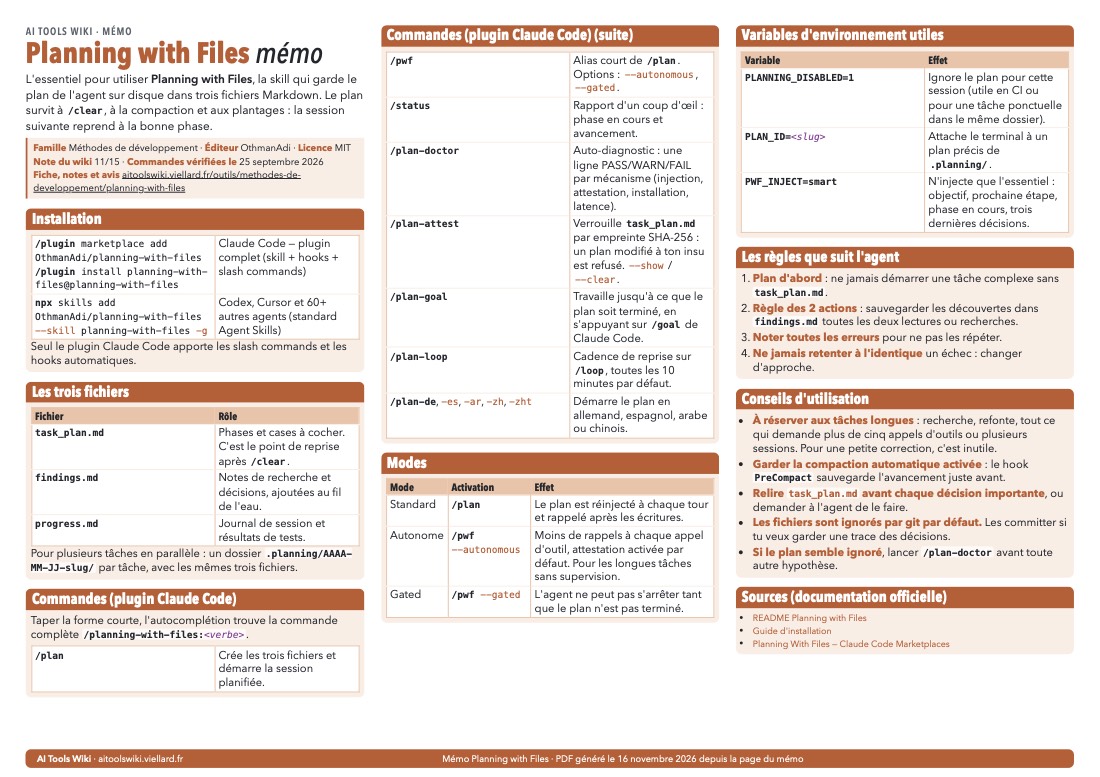 AI TOOLS WIKI · MÉMO
Planning with Files mémo
L'essentiel pour utiliser Planning with Files, la skill qui garde le
plan de l'agent sur disque dans trois fichiers Markdown. Le plan
survit à /clear, à la compaction et aux plantages : la session
suivante reprend à la bonne phase.
Famille Méthodes de développement · Éditeur OthmanAdi · Licence MIT
Note du wiki 11/15 · Commandes vérifiées le 25 septembre 2026
Fiche, notes et avis aitoolswiki.viellard.fr/outils/methodes-de-
developpement/planning-with-files
Installation
/plugin marketplace add
OthmanAdi/planning-with-files
/plugin install planning-with-
files@planning-with-files
Claude Code – plugin
complet (skill + hooks +
slash commands)
npx skills add
OthmanAdi/planning-with-files
--skill planning-with-files -g
Codex, Cursor et 60+
autres agents (standard
Agent Skills)
Seul le plugin Claude Code apporte les slash commands et les
hooks automatiques.
Les trois fichiers
Fichier Rôle
task_plan.md
Phases et cases à cocher.
C'est le point de reprise
après /clear.
findings.md
Notes de recherche et
décisions, ajoutées au fil
de l'eau.
progress.md
Journal de session et
résultats de tests.
Pour plusieurs tâches en parallèle : un dossier .planning/AAAA-
MM-JJ-slug/ par tâche, avec les mêmes trois fichiers.
Commandes (plugin Claude Code)
Taper la forme courte, l'autocomplétion trouve la commande
complète /planning-with-files:<verbe>.
/plan
Crée les trois fichiers et
démarre la session
planifiée.
Commandes (plugin Claude Code) (suite)
/pwf
Alias court de /plan.
Options : --autonomous,
--gated.
/status
Rapport d'un coup d'œil :
phase en cours et
avancement.
/plan-doctor
Auto-diagnostic : une
ligne PASS/WARN/FAIL
par mécanisme (injection,
attestation, installation,
latence).
/plan-attest
Verrouille task_plan.md
par empreinte SHA-256 :
un plan modifié à ton insu
est refusé. --show /
--clear.
/plan-goal
Travaille jusqu'à ce que le
plan soit terminé, en
s'appuyant sur /goal de
Claude Code.
/plan-loop
Cadence de reprise sur
/loop, toutes les 10
minutes par défaut.
/plan-de, -es, -ar, -zh, -zht
Démarre le plan en
allemand, espagnol, arabe
ou chinois.
Modes
Mode Activation Effet
Standard /plan
Le plan est réinjecté à chaque tour
et rappelé après les écritures.
Autonome /pwf
--autonomous
Moins de rappels à chaque appel
d'outil, attestation activée par
défaut. Pour les longues tâches
sans supervision.
Gated /pwf --gated
L'agent ne peut pas s'arrêter tant
que le plan n'est pas terminé.
Variables d'environnement utiles
Variable Effet
PLANNING_DISABLED=1
Ignore le plan pour cette
session (utile en CI ou
pour une tâche ponctuelle
dans le même dossier).
PLAN_ID=<slug>
Attache le terminal à un
plan précis de
.planning/.
PWF_INJECT=smart
N'injecte que l'essentiel :
objectif, prochaine étape,
phase en cours, trois
dernières décisions.
Les règles que suit l'agent
1. Plan d'abord : ne jamais démarrer une tâche complexe sans
task_plan.md.
2. Règle des 2 actions : sauvegarder les découvertes dans
findings.md toutes les deux lectures ou recherches.
3. Noter toutes les erreurs pour ne pas les répéter.
4. Ne jamais retenter à l'identique un échec : changer
d'approche.
Conseils d'utilisation
• À réserver aux tâches longues : recherche, refonte, tout ce
qui demande plus de cinq appels d'outils ou plusieurs
sessions. Pour une petite correction, c'est inutile.
• Garder la compaction automatique activée : le hook
PreCompact sauvegarde l'avancement juste avant.
• Relire task_plan.md avant chaque décision importante, ou
demander à l'agent de le faire.
• Les fichiers sont ignorés par git par défaut. Les committer si
tu veux garder une trace des décisions.
• Si le plan semble ignoré, lancer /plan-doctor avant toute
autre hypothèse.
Sources (documentation officielle)
• README Planning with Files
• Guide d'installation
• Planning With Files – Claude Code Marketplaces
AI Tools Wiki · aitoolswiki.viellard.fr
Mémo Planning with Files · PDF généré le 16 novembre 2026 depuis la page du mémo